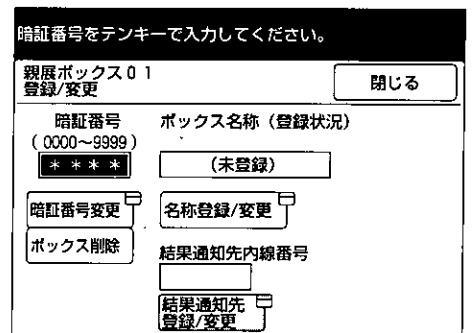 暗証番号をテンキーで入力してください。
親展ボックス01
登録/変更
閉じる
暗証番号
(0000~9999)
****
ボックス名称(登録状況)
(未登録)
暗証番号変更
名称登録/変更
ボックス削除
結果通知先内線番号
結果通知先
登録/変更